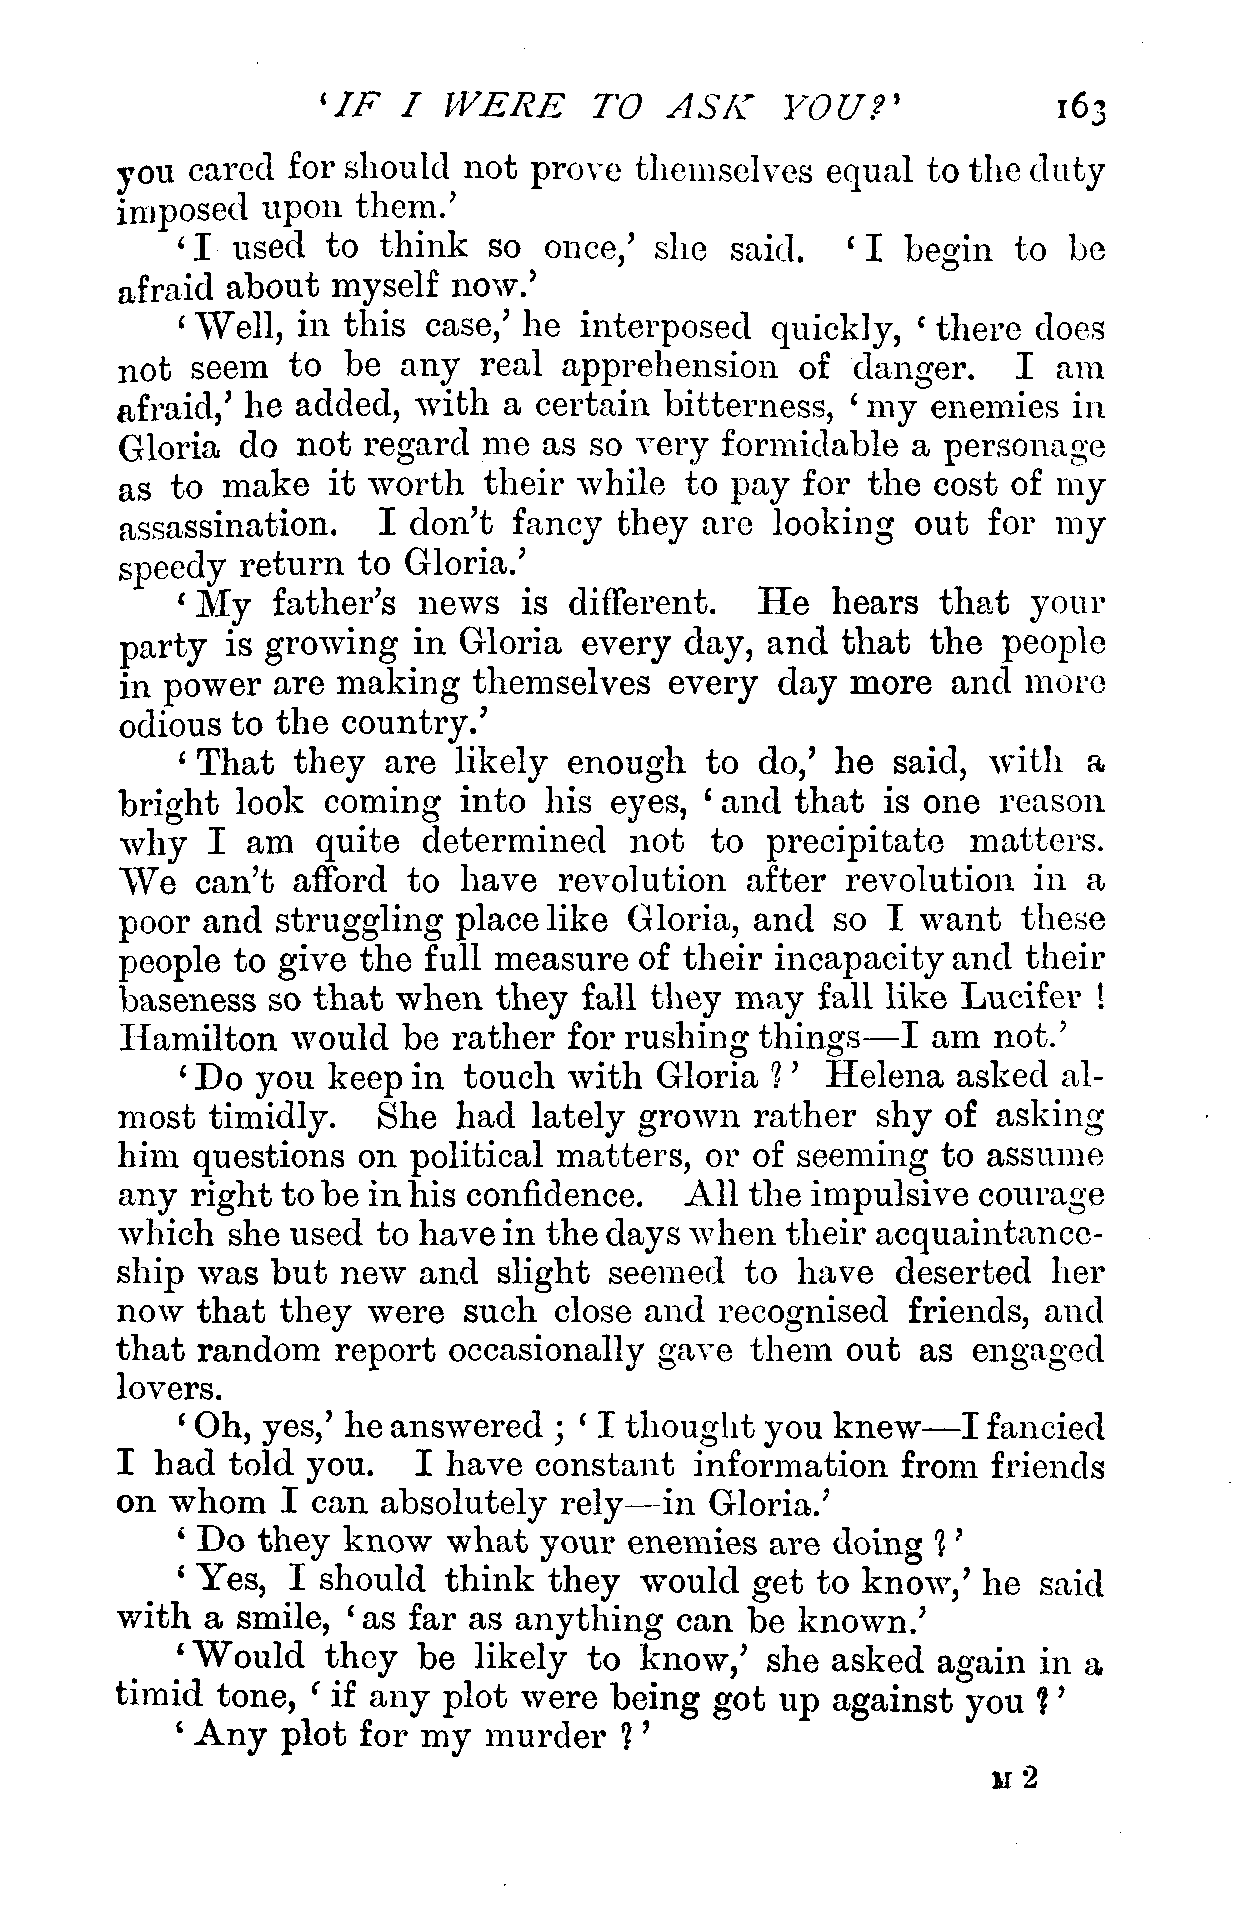 ‘IF I WERE TO ASK YOU?’ 163
you cared for should not prove themselves equal to the duty
imposed upon them.’
‘I used to think so once,’ she said. ‘I begin to be
afraid about myself now.’
‘Well, in this case,’ he interposed quickly, ‘there does
not seem to be any real apprehension of danger. I am
afraid,’ he added, with a certain bitterness, ‘my enemies in
Gloria do not regard me as so very formidable a personage
as to make it worth their while to pay for the cost of my
assassination. I don’t fancy they are looking out for my
speedy return to Gloria.’
‘My father’s news is different. He hears that your
party is growing in Gloria every day, and that the people
in power are making themselves every day more and more
odious to the country.’
‘That they are likely enough to do,’ he said, with a
bright look coming into his eyes, ‘and that is one reason
why I am quite determined not to precipitate matters.
We can’t afford to have revolution after revolution in a
poor and struggling place like Gloria, and so I want these
people to give the full measure of their incapacity and their
baseness so that when they fall they may fall like Lucifer !
Hamilton would be rather for rushing things—I am not.’
‘Do you keep in touch with Gloria ?’ Helena asked al-
most timidly. She had lately grown rather shy of asking
him questions on political matters, or of seeming to assume
any right to be in his confidence. All the impulsive courage
which she used to have in the days when their acquaintance-
ship was but new and slight seemed to have deserted her
now that they were such close and recognised friends, and
that random report occasionally gave them out as engaged
lovers.
‘Oh, yes,’ he answered ; ‘I thought you knew—I fancied
I had told you. I have constant information from friends
on whom I can absolutely rely—in Gloria.’
‘Do they know what your enemies are doing ?’
‘Yes, I should think they would get to know,’ he said
with a smile, ‘as far as anything can be known.’
‘Would they be likely to know,’ she asked again in a
timid tone, ‘if any plot were being got up against you ?’
‘Any plot for my murder ?’
M 2